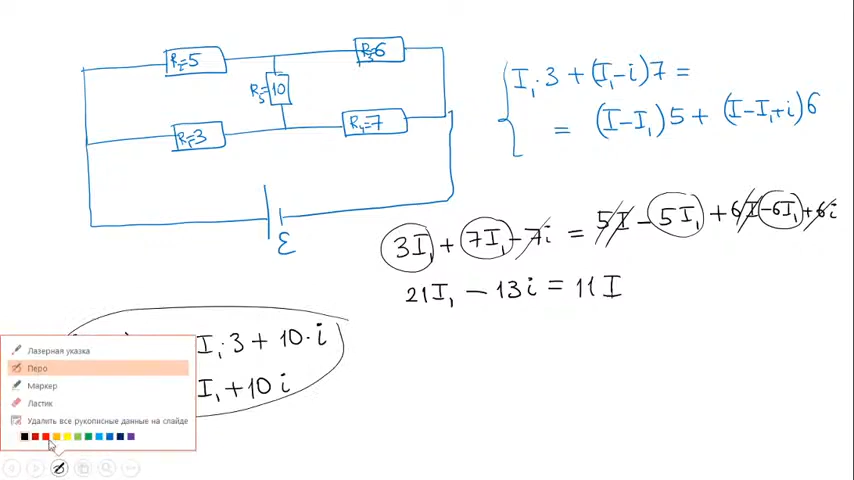 R₂=5
R₃=6
R₅=10
R₁=3
R₄=7
ε
I₁·3 + (I₁-i)7 =
= (I-I₁)5 + (I-I₁+i)6
3I₁ + 7I₁ - 7i = 5I - 5I₁ + 6I - 6I₁ + 6i
21I₁ - 13i = 11I
I₁ 3 + 10·i
I₁ + 10i
Лазерная указка
Перо
Маркер
Ластик
Удалить все рукописные данные на слайде